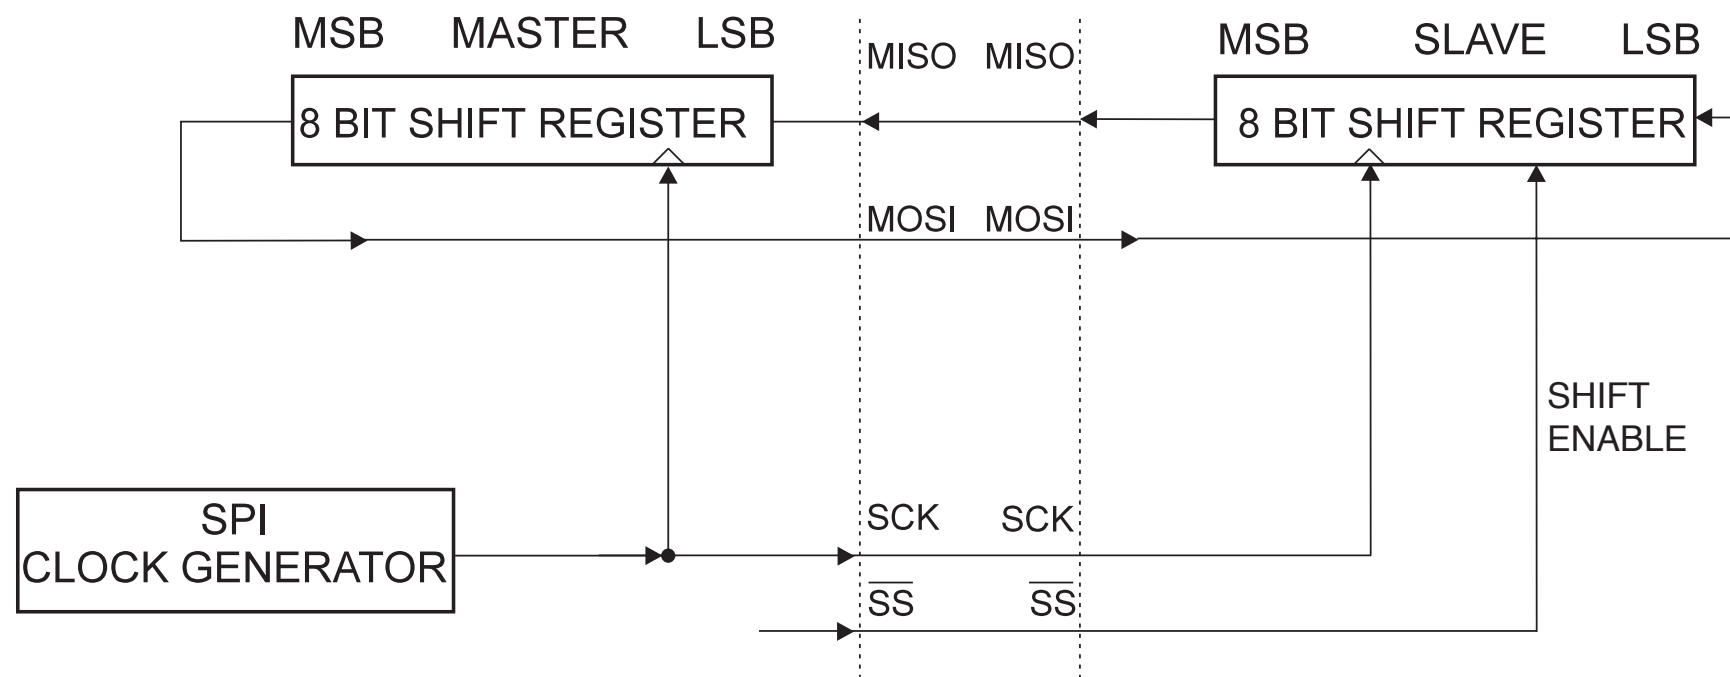 MSB MASTER LSB
MSB SLAVE LSB
MISO MISO
8 BIT SHIFT REGISTER
8 BIT SHIFT REGISTER
MOSI MOSI
SHIFT
ENABLE
SPI
CLOCK GENERATOR
SCK SCK
SS SS